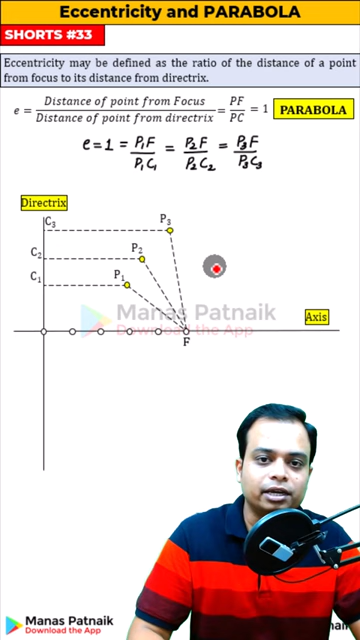 Eccentricity and PARABOLA
SHORTS #33
Eccentricity may be defined as the ratio of the distance of a point
from focus to its distance from directrix.
e = Distance of point from Focus / Distance of point from directrix = PF / PC = 1 PARABOLA
e = 1 = P₁F / P₁C₁ = P₂F / P₂C₂ = P₃F / P₃C₃
Directrix
C₃ P₃
C₂ P₂
C₁ P₁
Manas Patnaik
Download the App
Axis
F
Manas Patnaik
Download the App